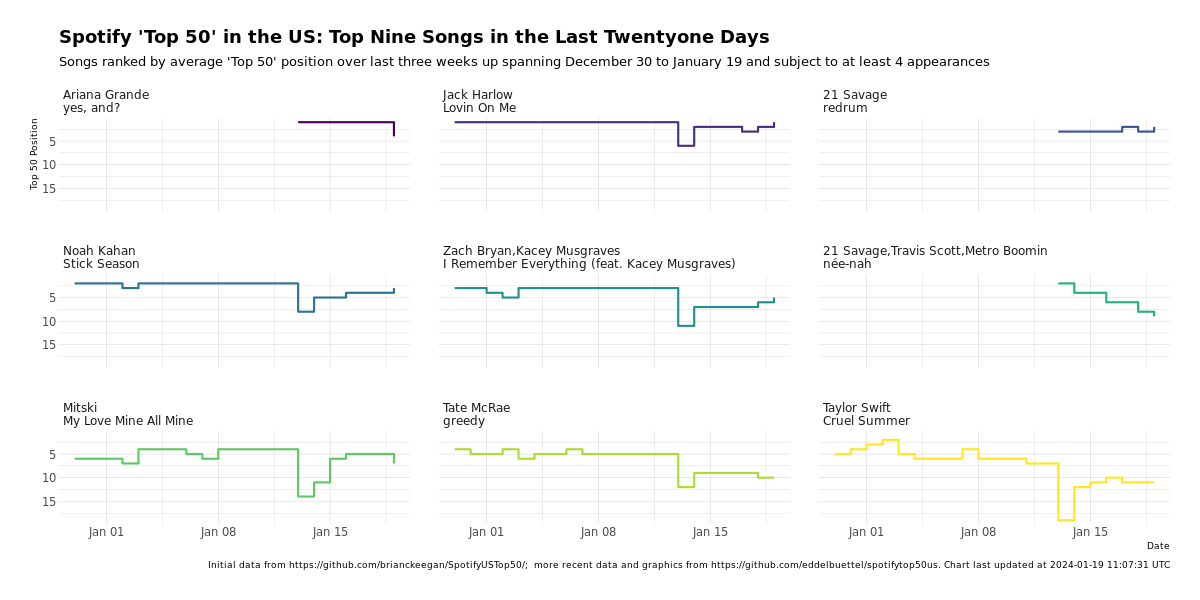 Spotify 'Top 50' in the US: Top Nine Songs in the Last Twentyone Days
Songs ranked by average 'Top 50' position over last three weeks up spanning December 30 to January 19 and subject to at least 4 appearances
Ariana Grande
yes, and?
Jack Harlow
Lovin On Me
21 Savage
redrum
Top 50 Position
5
10
15
Noah Kahan
Stick Season
Zach Bryan,Kacey Musgraves
I Remember Everything (feat. Kacey Musgraves)
21 Savage,Travis Scott,Metro Boomin
née-nah
5
10
15
Mitski
My Love Mine All Mine
Tate McRae
greedy
Taylor Swift
Cruel Summer
5
10
15
Jan 01 Jan 08 Jan 15
Jan 01 Jan 08 Jan 15
Jan 01 Jan 08 Jan 15
Date
Initial data from https://github.com/brianckeegan/SpotifyUSTop50/;  more recent data and graphics from https://github.com/eddelbuettel/spotifytop50us. Chart last updated at 2024-01-19 11:07:31 UTC